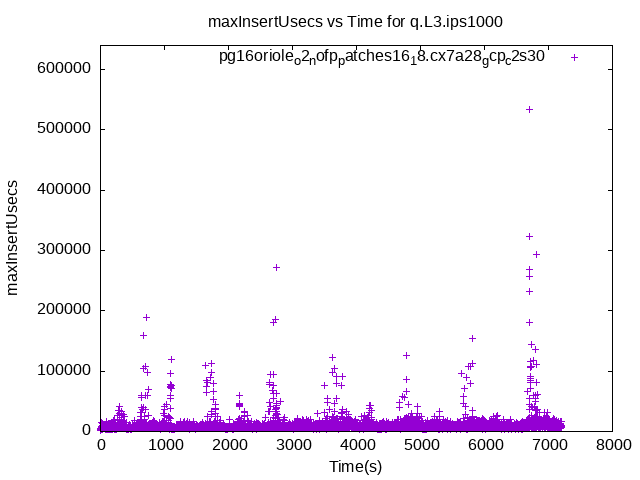 maxInsertUsecs vs Time for q.L3.ips1000
pg16oriole_o2_nofp_patches16_18.cx7a28_gcp_c2s30
600000
500000
400000
300000
200000
100000
0
maxInsertUsecs
0 1000 2000 3000 4000 5000 6000 7000 8000
Time(s)